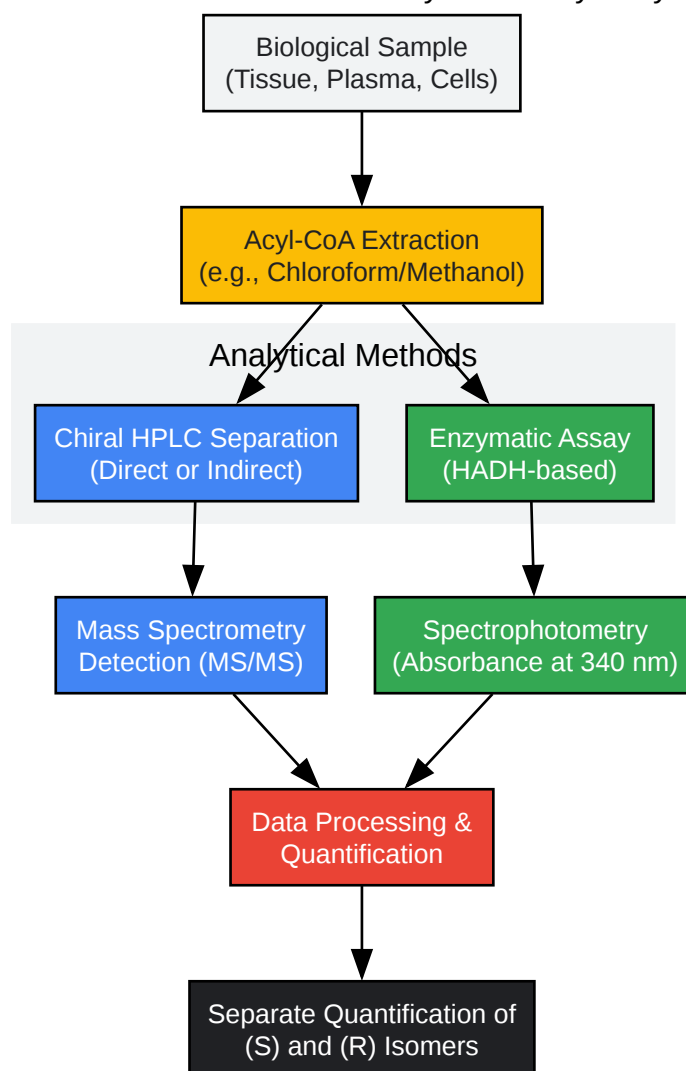 Biological Sample
(Tissue, Plasma, Cells)
Acyl-CoA Extraction
(e.g., Chloroform/Methanol)
Analytical Methods
Chiral HPLC Separation
(Direct or Indirect)
Enzymatic Assay
(HADH-based)
Mass Spectrometry
Detection (MS/MS)
Spectrophotometry
(Absorbance at 340 nm)
Data Processing &
Quantification
Separate Quantification of
(S) and (R) Isomers